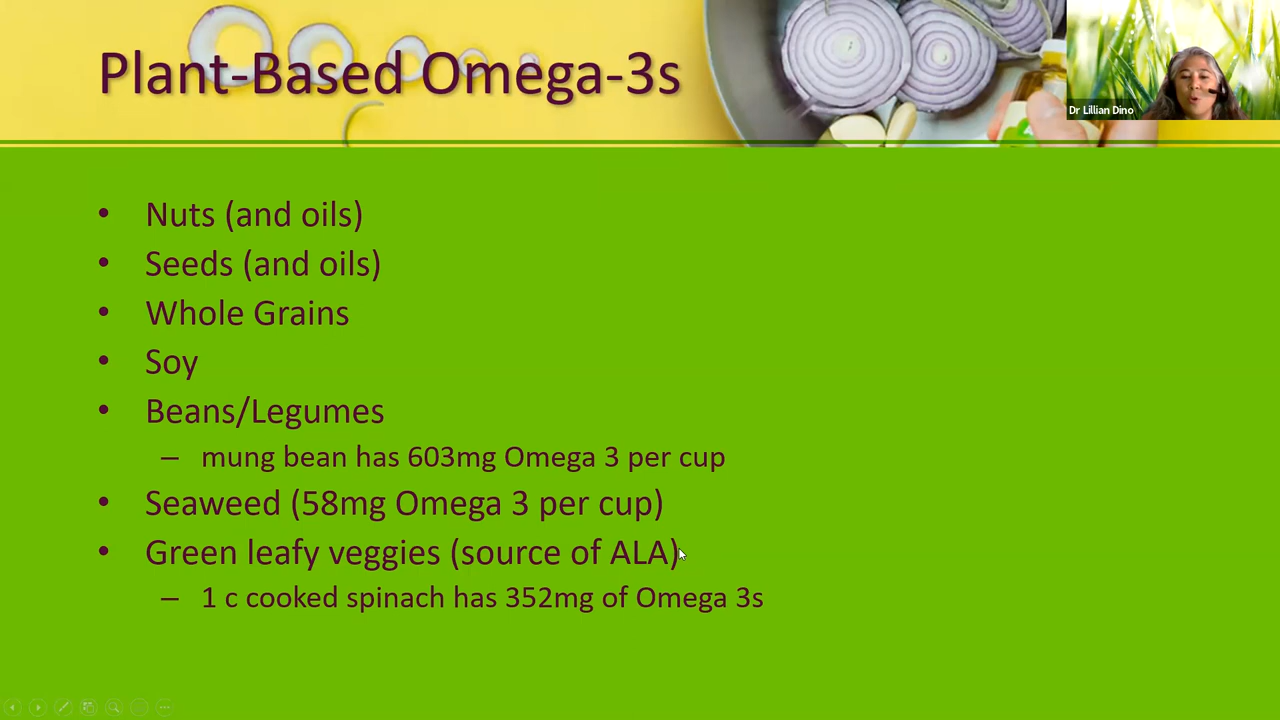 Plant-Based Omega-3s
Dr Lillian Dino
• Nuts (and oils)
• Seeds (and oils)
• Whole Grains
• Soy
• Beans/Legumes
– mung bean has 603mg Omega 3 per cup
• Seaweed (58mg Omega 3 per cup)
• Green leafy veggies (source of ALA)
– 1 c cooked spinach has 352mg of Omega 3s